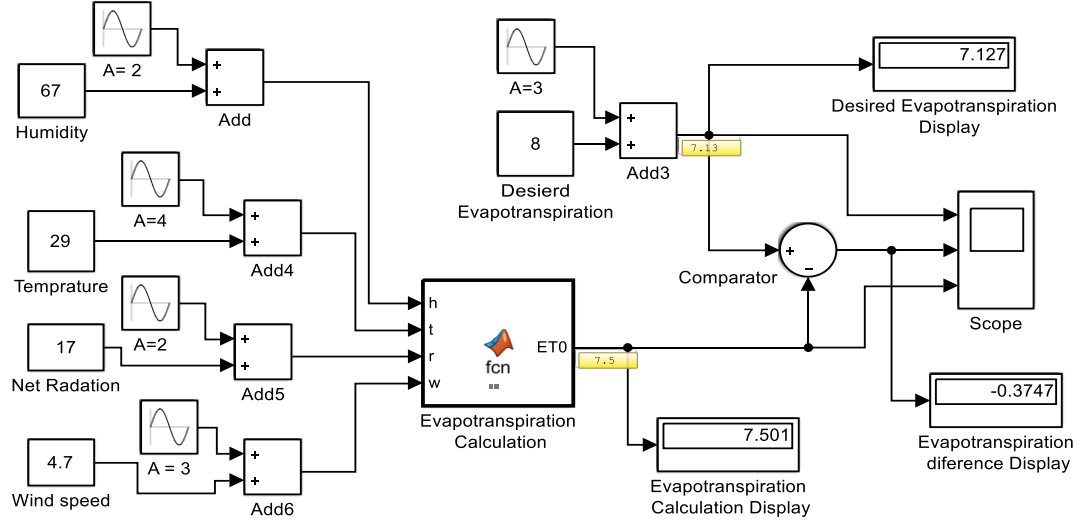 A= 2
67
+
+
Humidity
Add
A=4
29
+
+
Temprature
Add4
A=2
17
+
+
Net Radation
Add5
A = 3
4.7
+
+
Wind speed
Add6
h
t
r
w
fcn
ET0
7.5
Evapotranspiration
Calculation
A=3
8
+
+
Desierd
Evapotranspiration
Add3
7.13
7.127
Desired Evapotranspiration
Display
+
−
Comparator
Scope
-0.3747
Evapotranspiration
diference Display
7.501
Evapotranspiration
Calculation Display